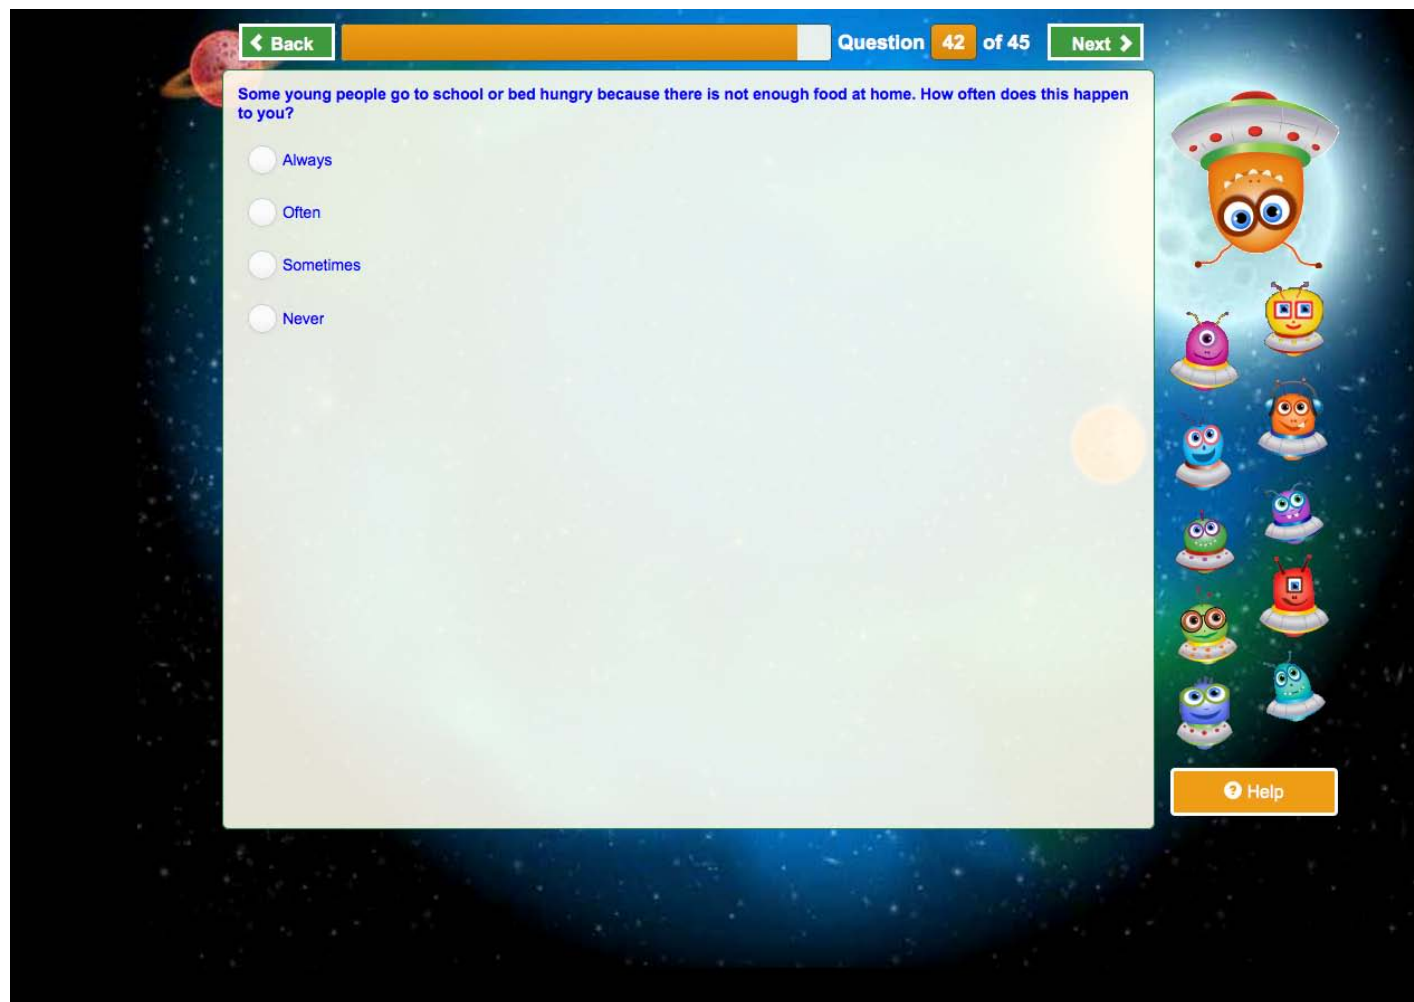 Back
Question 42 of 45
Next
Some young people go to school or bed hungry because there is not enough food at home. How often does this happen
to you?
Always
Often
Sometimes
Never
Help